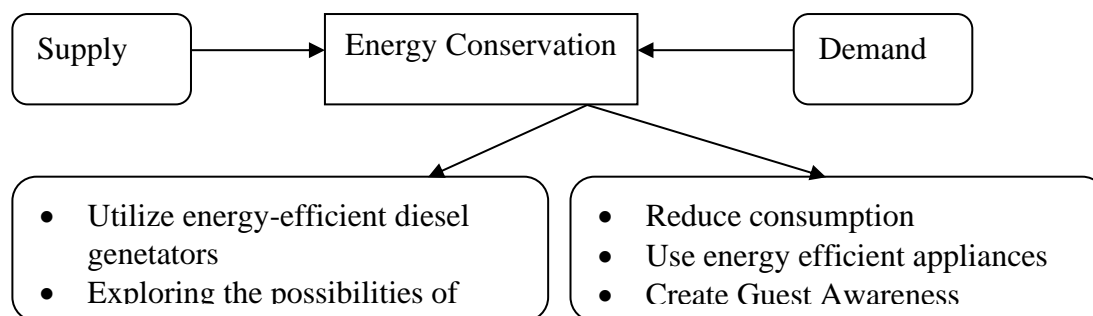 Supply
Energy Conservation
Demand
• Utilize energy-efficient diesel
genetators
• Exploring the possibilities of
• Reduce consumption
• Use energy efficient appliances
• Create Guest Awareness